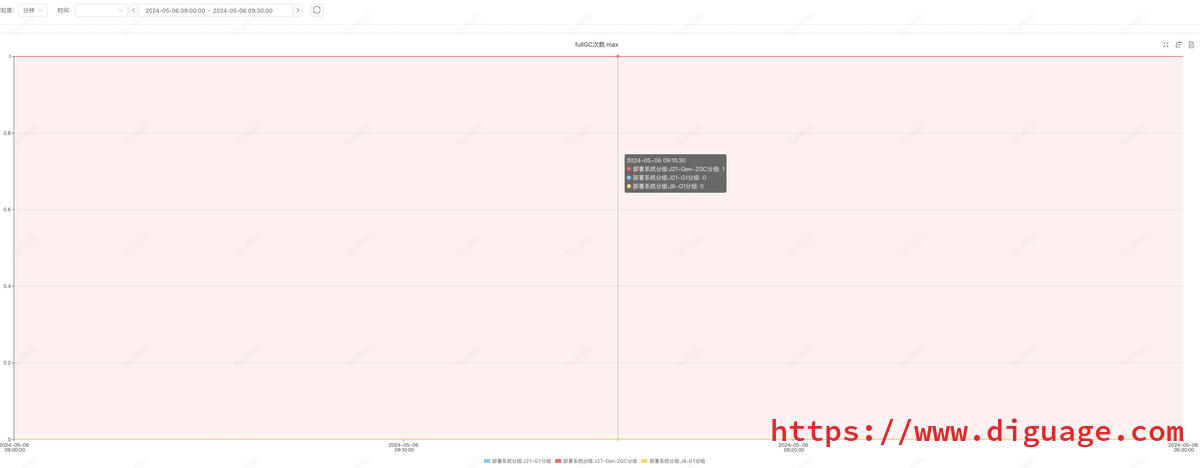 粒度: 分钟 时间: 2024-05-06 09:00:00 ~ 2024-05-06 09:30:00
fullGC次数 max
1
0.8
2024-05-06 09:15:30
部署系统分组:J21-Gen-ZGC分组: 1
部署系统分组:J21-G1分组: 0
部署系统分组:J8-G1分组: 0
0.6
0.4
0.2
0
https://www.diguage.com
2024-05-06 2024-05-06 2024-05-06 2024-05-06
09:00:00 09:10:00 09:20:00 09:30:00
部署系统分组:J21-G1分组 部署系统分组:J21-Gen-ZGC分组 部署系统分组:J8-G1分组